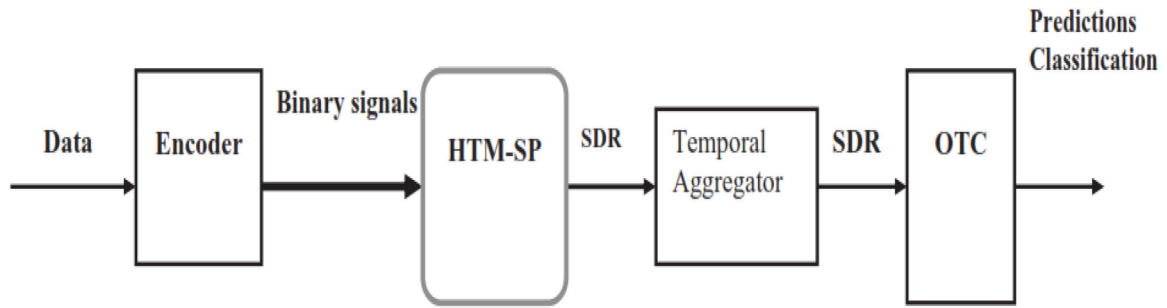 Predictions
Classification
Binary signals
Data
Encoder
HTM-SP
SDR
Temporal
Aggregator
SDR
OTC